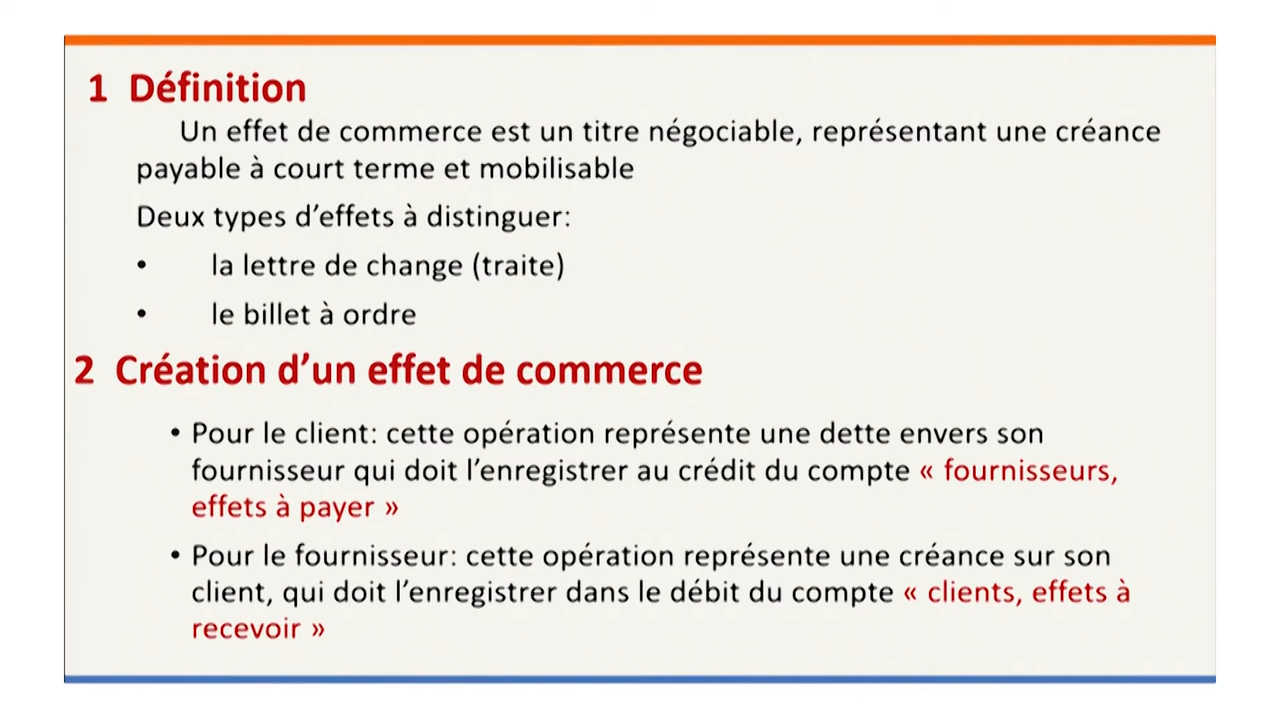 1 Définition
Un effet de commerce est un titre négociable, représentant une créance
payable à court terme et mobilisable
Deux types d’effets à distinguer:
• la lettre de change (traite)
• le billet à ordre
2 Création d’un effet de commerce
• Pour le client: cette opération représente une dette envers son
fournisseur qui doit l’enregistrer au crédit du compte « fournisseurs,
effets à payer »
• Pour le fournisseur: cette opération représente une créance sur son
client, qui doit l’enregistrer dans le débit du compte « clients, effets à
recevoir »